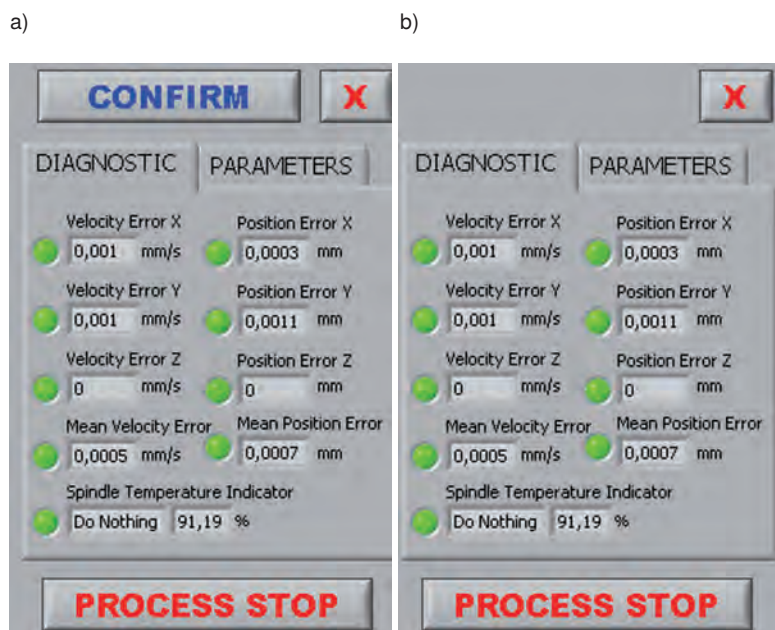 a)
CONFIRM X
DIAGNOSTIC PARAMETERS
Velocity Error X Position Error X
0,001 mm/s 0,0003 mm
Velocity Error Y Position Error Y
0,001 mm/s 0,0011 mm
Velocity Error Z Position Error Z
0 mm/s 0 mm
Mean Velocity Error Mean Position Error
0,0005 mm/s 0,0007 mm
Spindle Temperature Indicator
Do Nothing 91,19 %
PROCESS STOP
b)
X
DIAGNOSTIC PARAMETERS
Velocity Error X Position Error X
0,001 mm/s 0,0003 mm
Velocity Error Y Position Error Y
0,001 mm/s 0,0011 mm
Velocity Error Z Position Error Z
0 mm/s 0 mm
Mean Velocity Error Mean Position Error
0,0005 mm/s 0,0007 mm
Spindle Temperature Indicator
Do Nothing 91,19 %
PROCESS STOP